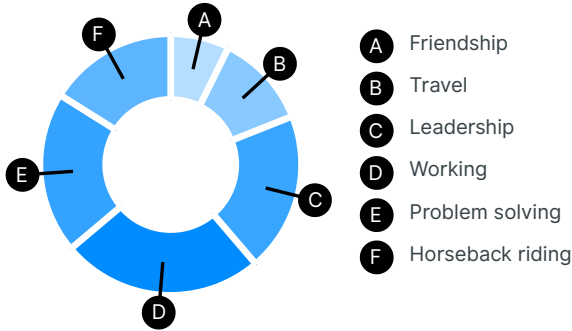 A
B
C
D
E
F
A Friendship
B Travel
C Leadership
D Working
E Problem solving
F Horseback riding